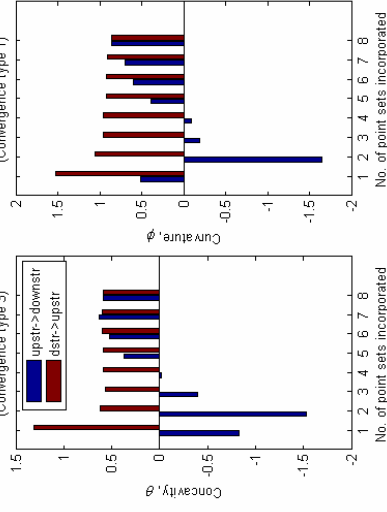 (Convergence type 3)
1.5
1
0.5
0
-0.5
-1
-1.5
-2
Concavity, θ
upstr->downstr
dstr->upstr
1 2 3 4 5 6 7 8
No. of point sets incorporated
(Convergence type 1)
2
1.5
1
0.5
0
-0.5
-1
-1.5
-2
Curvature, ø
1 2 3 4 5 6 7 8
No. of point sets incorporated